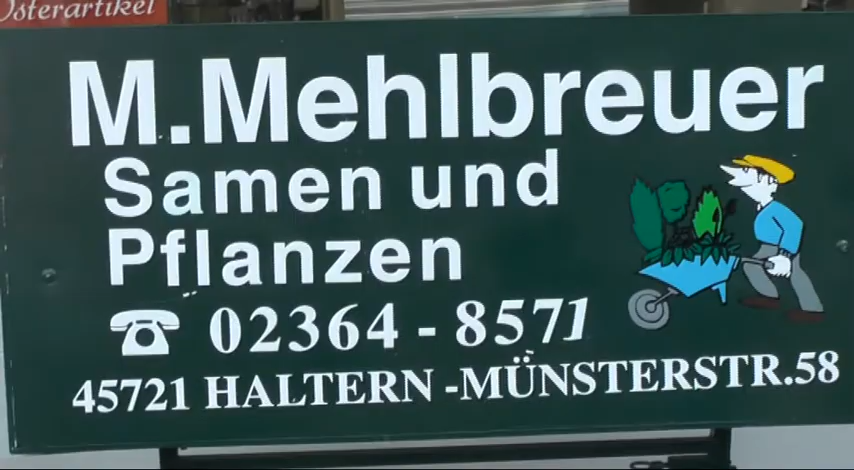 Osterartikel
M.Mehlbreuer
Samen und
Pflanzen
☎ 02364 - 8571
45721 HALTERN -MÜNSTERSTR.58